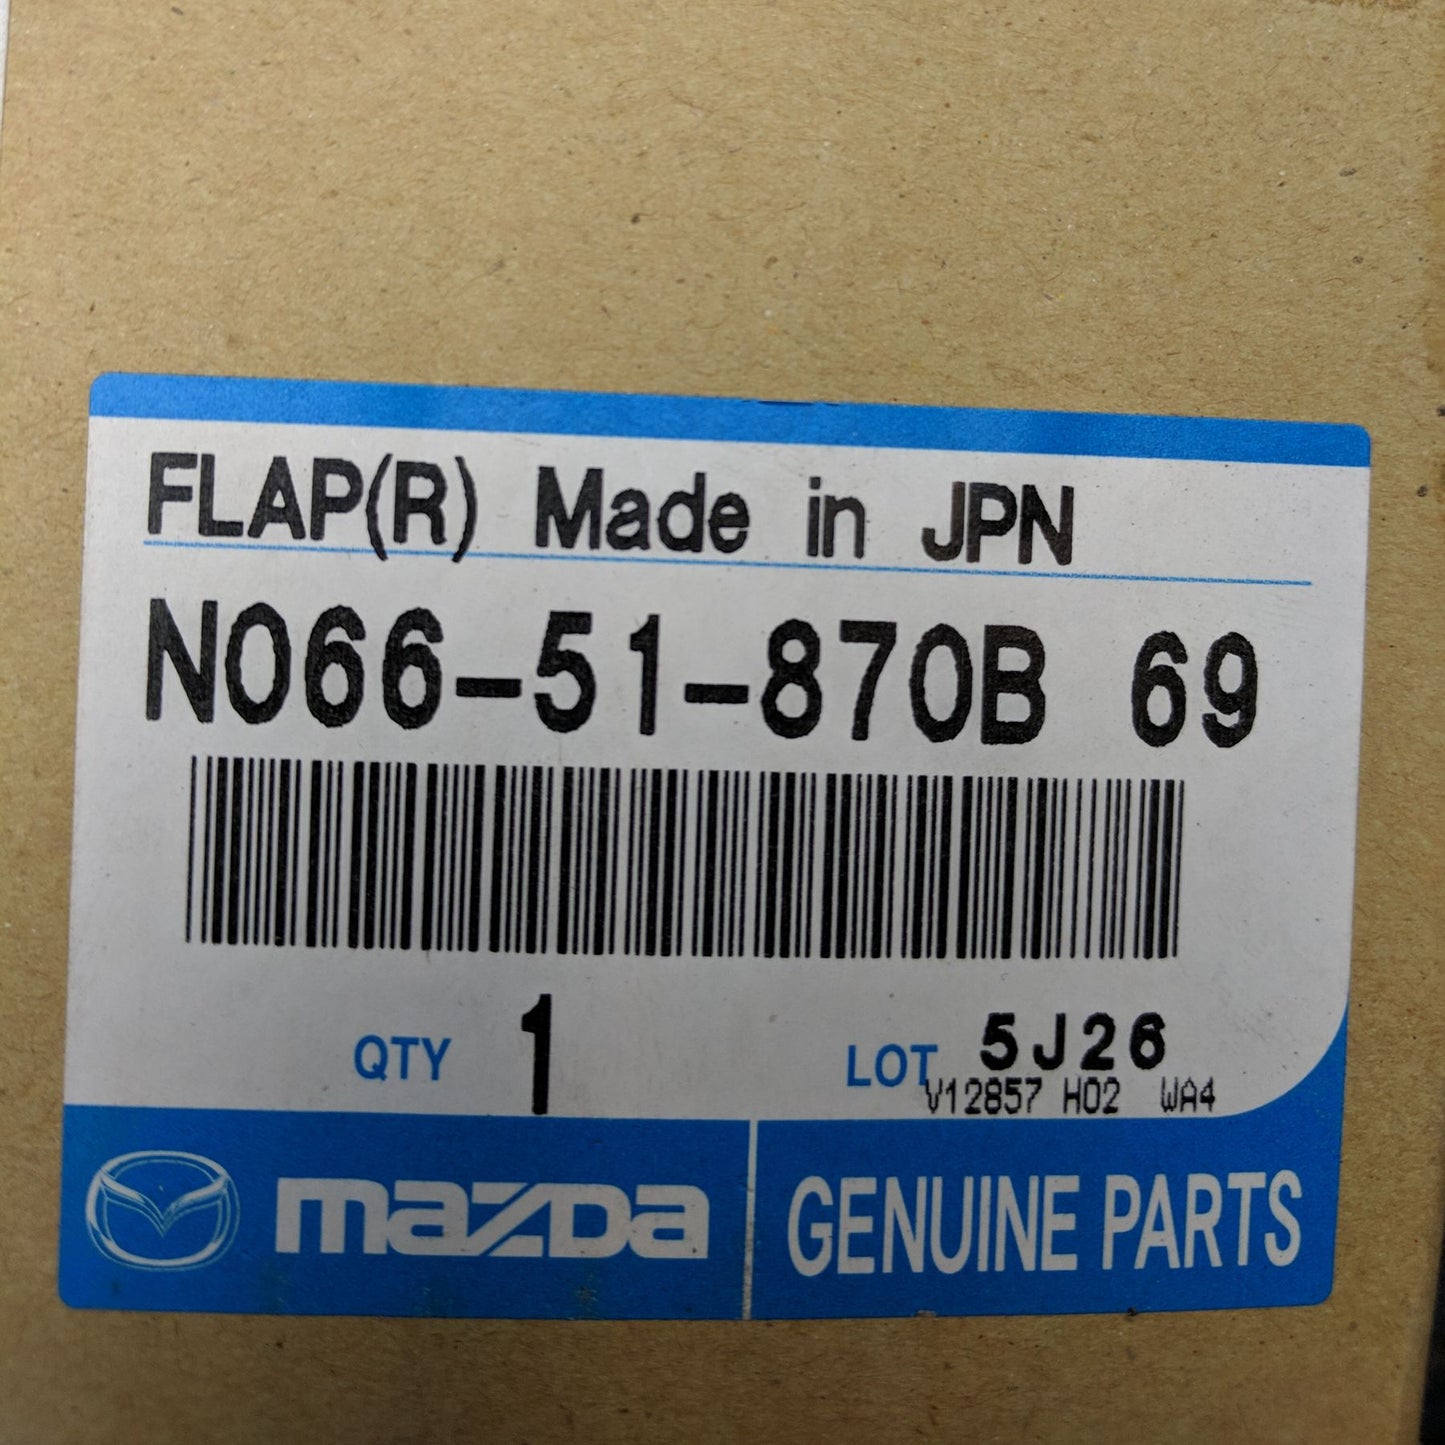 FLAP(R) Made in JPN
N066-51-870B 69
QTY 1 LOT 5J26
V12857 H02 WA4
mazda GENUINE PARTS